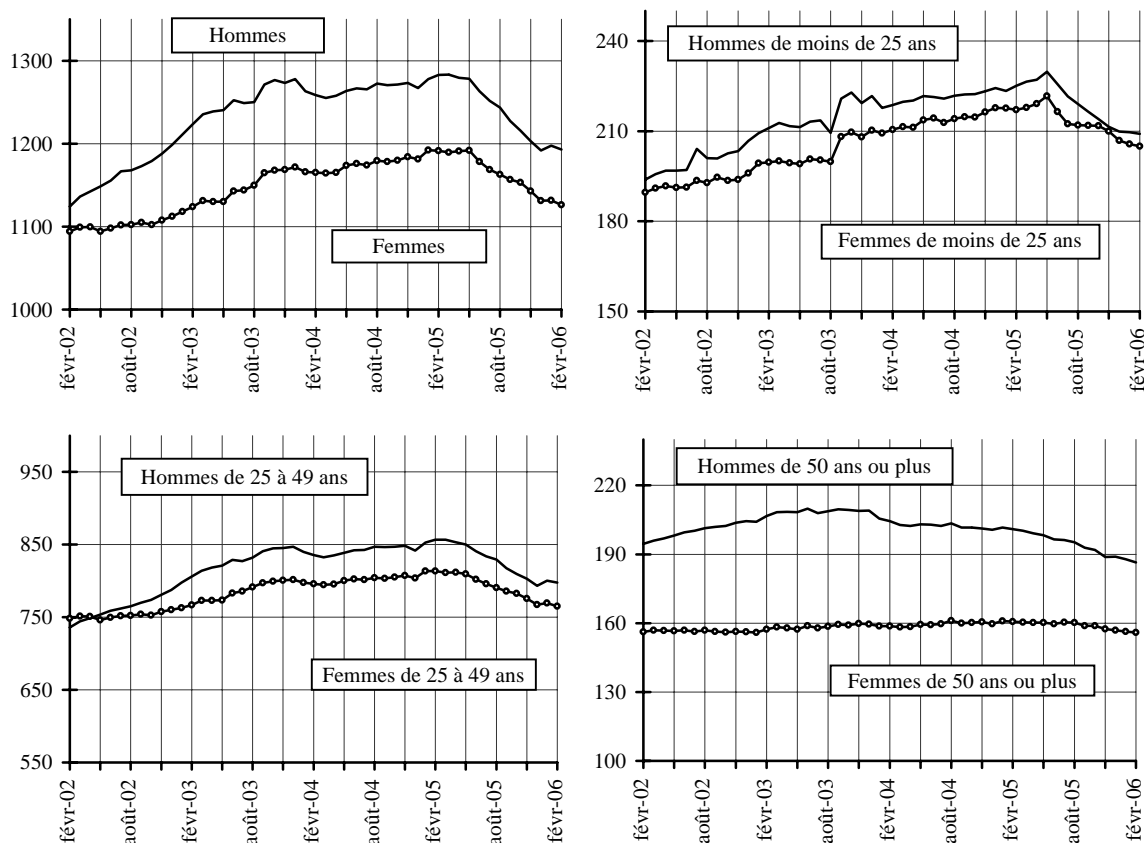 Hommes
1300
1200
1100
Femmes
1000
févr-02
août-02
févr-03
août-03
févr-04
août-04
févr-05
août-05
févr-06
Hommes de moins de 25 ans
240
210
180
Femmes de moins de 25 ans
150
févr-02
août-02
févr-03
août-03
févr-04
août-04
févr-05
août-05
févr-06
Hommes de 25 à 49 ans
950
850
750
Femmes de 25 à 49 ans
650
550
févr-02
août-02
févr-03
août-03
févr-04
août-04
févr-05
août-05
févr-06
Hommes de 50 ans ou plus
220
190
160
Femmes de 50 ans ou plus
130
100
févr-02
août-02
févr-03
août-03
févr-04
août-04
févr-05
août-05
févr-06